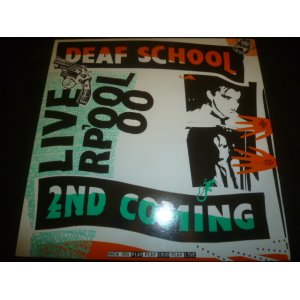 DEAF SCHOOL
LIVE
RPOOL
88
2ND COMING